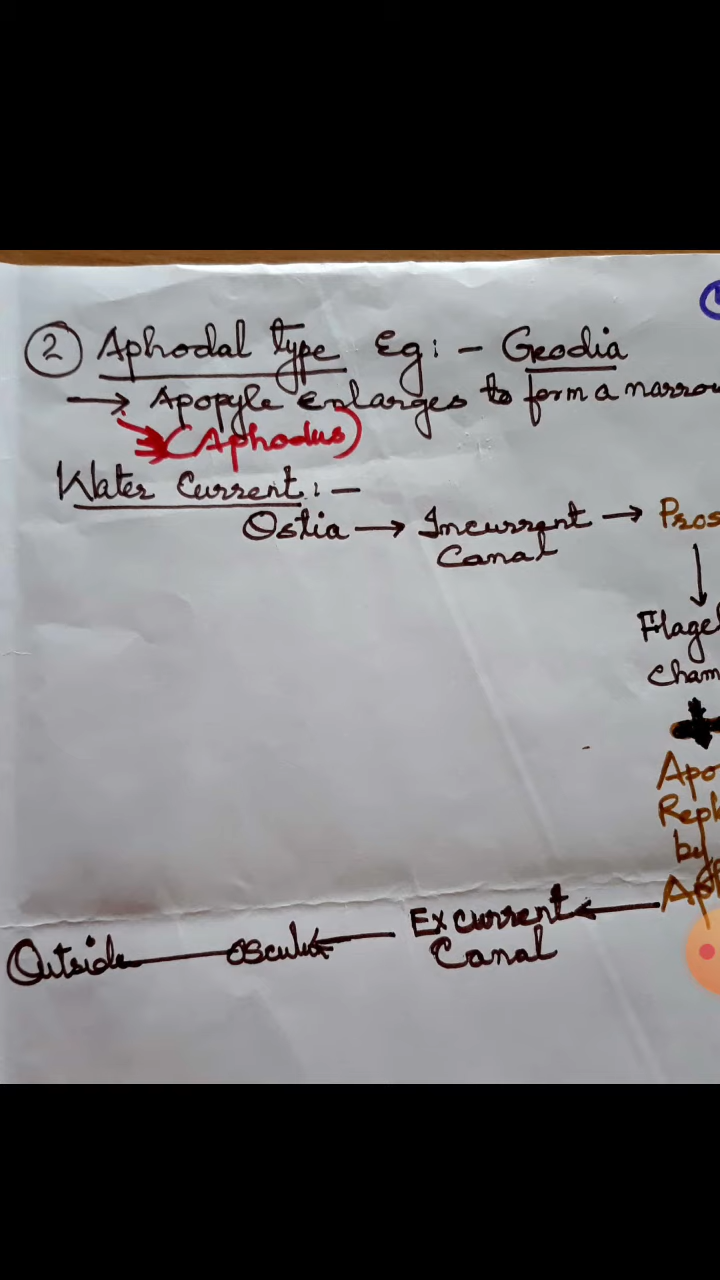 ② Aphodal type Eg: - Geodia
→ Apopyle enlarges to form a narrow
(Aphodus)
Water Current: -
Ostia → Incurrent Canal → Pros
↓
Flagel
Cham
Apo
Repl
by
Outside osculum Excurrent Canal ← Ap